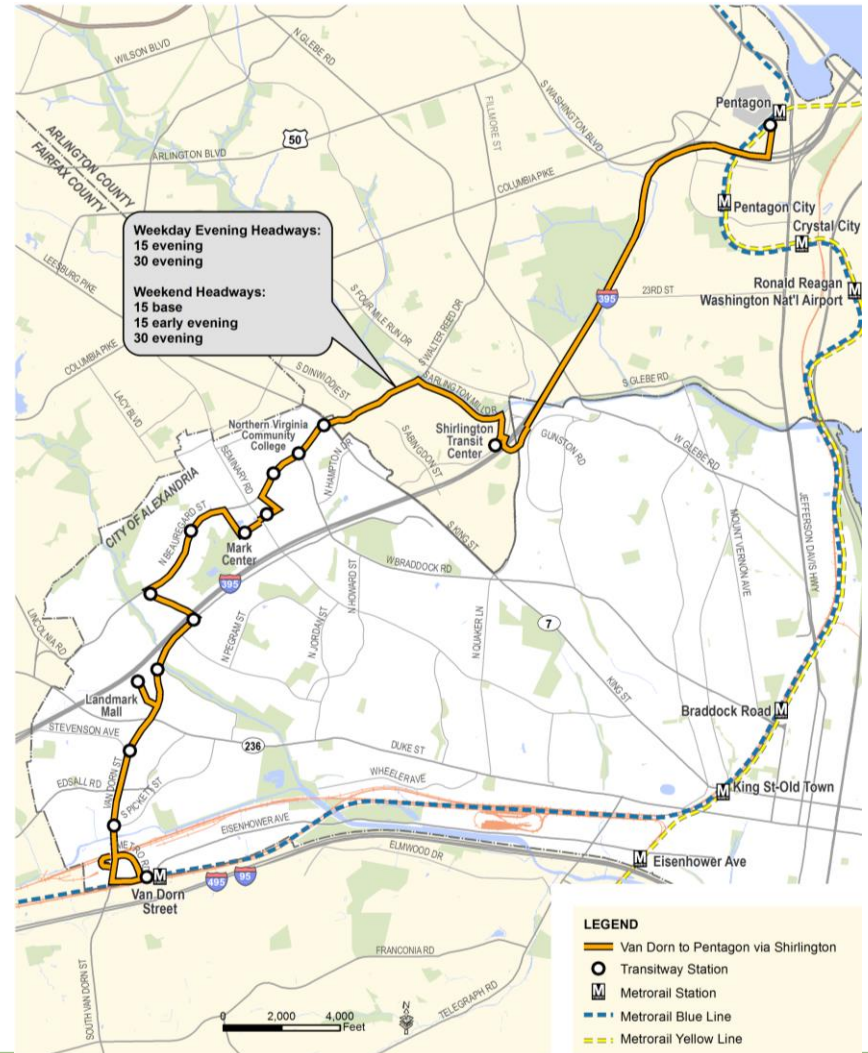 WILSON BLVD
N GLEBE RD
S WASHINGTON BLVD
FILLMORE ST
Pentagon
ARLINGTON COUNTY
FAIRFAX COUNTY
50
ARLINGTON BLVD
COLUMBIA PIKE
Pentagon City
Crystal City
Weekday Evening Headways:
15 evening
30 evening
Weekend Headways:
15 base
15 early evening
30 evening
LEESBURG PIKE
S FOUR MILE RUN DR
S WALTER REED DR
395
23RD ST
Ronald Reagan
Washington Nat'l Airport
COLUMBIA PIKE
LACY BLVD
S DINWIDDIE ST
S ARLINGTON MILL DR
S GLEBE RD
Northern Virginia
Community
College
SEMINARY RD
N HAMPTON DR
S ABINGDON ST
Shirlington
Transit
Center
GUNSTON RD
W GLEBE RD
CITY OF ALEXANDRIA
N BEAUREGARD ST
Mark
Center
S KING ST
MOUNT VERNON AVE
JEFFERSON DAVIS HWY
395
W BRADDOCK RD
N HOWARD ST
LINCOLNIA RD
N PEGRAM ST
N JORDAN ST
N QUAKER LN
7
KING ST
Landmark
Mall
Braddock Road
STEVENSON AVE
236
DUKE ST
EDSALL RD
VAN DORN ST
S PICKETT ST
WHEELER AVE
King St-Old Town
EISENHOWER AVE
METRO RD
ELMWOOD DR
Eisenhower Ave
Van Dorn
Street
495
95
SOUTH VAN DORN ST
FRANCONIA RD
TELEGRAPH RD
0 2,000 4,000
Feet
N
LEGEND
Van Dorn to Pentagon via Shirlington
Transitway Station
M Metrorail Station
Metrorail Blue Line
Metrorail Yellow Line